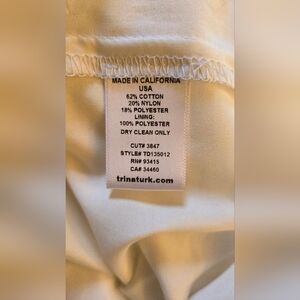 MADE IN CALIFORNIA
USA
62% COTTON
20% NYLON
18% POLYESTER
LINING:
100% POLYESTER
DRY CLEAN ONLY
CUT# 3847
STYLE# TD135012
RN# 93415
CA# 34460
trinaturk.com